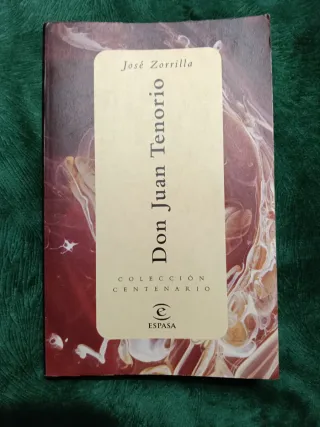 José Zorrilla
Don Juan Tenorio
COLECCIÓN
CENTENARIO
ESPASA